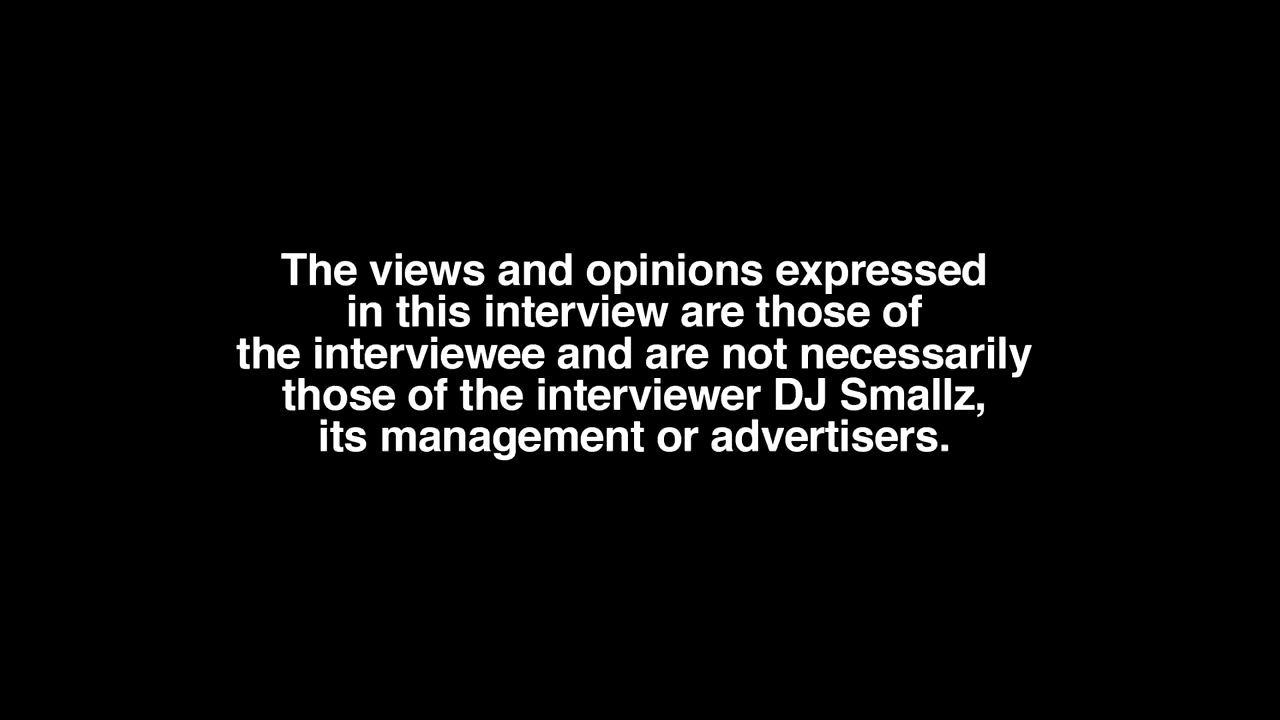 The views and opinions expressed
in this interview are those of
the interviewee and are not necessarily
those of the interviewer DJ Smallz,
its management or advertisers.